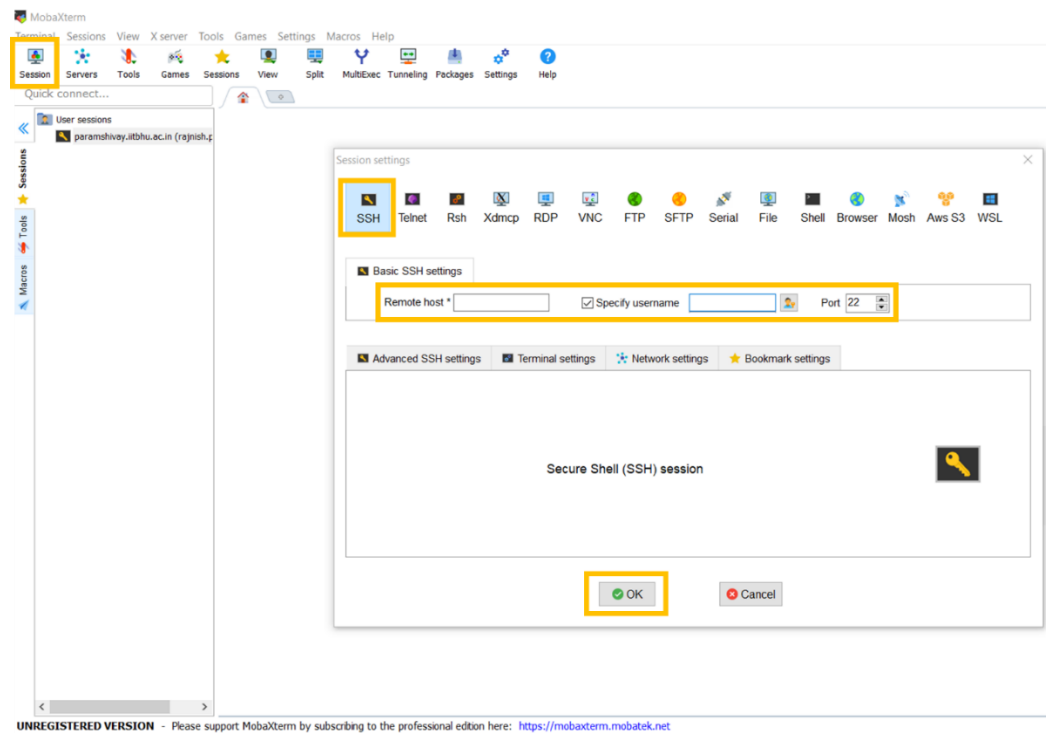 MobaXterm
Terminal Sessions View X server Tools Games Settings Macros Help
Session Servers Tools Games Sessions View Split MultiExec Tunneling Packages Settings Help
Quick connect...
User sessions
paramshivay.iitbhu.ac.in (rajnish.p
Sessions
Tools
Macros
Session settings
SSH Telnet Rsh Xdmcp RDP VNC FTP SFTP Serial File Shell Browser Mosh Aws S3 WSL
Basic SSH settings
Remote host * Specify username Port 22
Advanced SSH settings Terminal settings Network settings Bookmark settings
Secure Shell (SSH) session
OK Cancel
UNREGISTERED VERSION - Please support MobaXterm by subscribing to the professional edition here: https://mobaxterm.mobatek.net